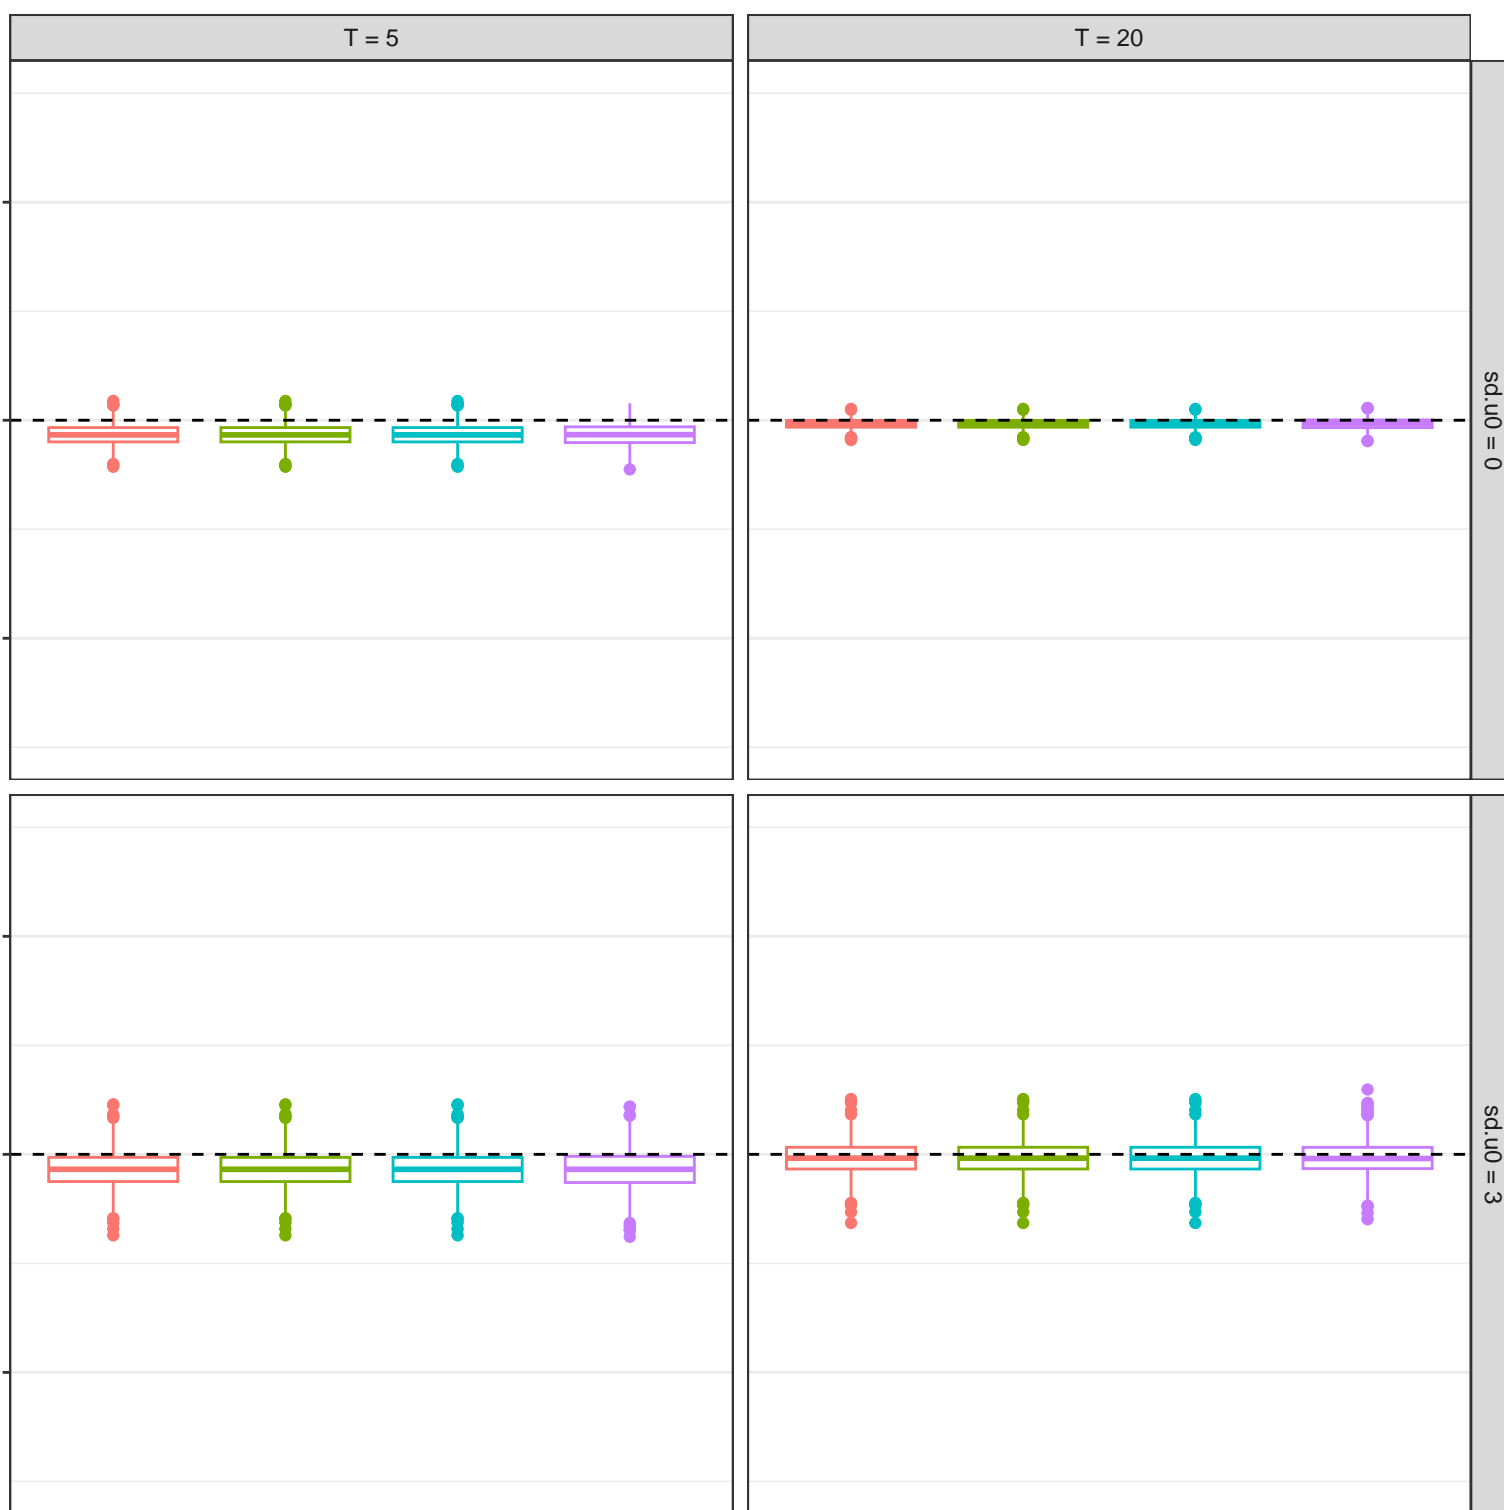 T = 5
T = 20
sd.u0 = 0
sd.u0 = 3